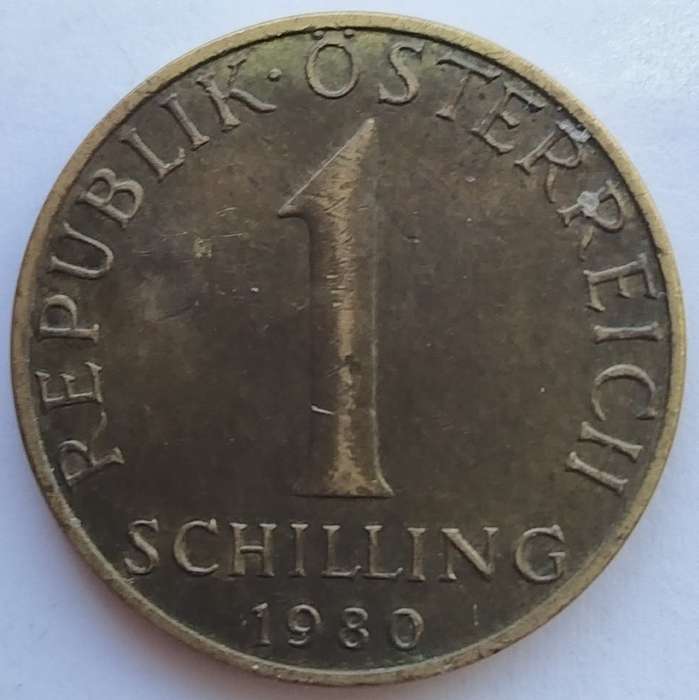 REPUBLIK · ÖSTERREICH
1
SCHILLING
1980